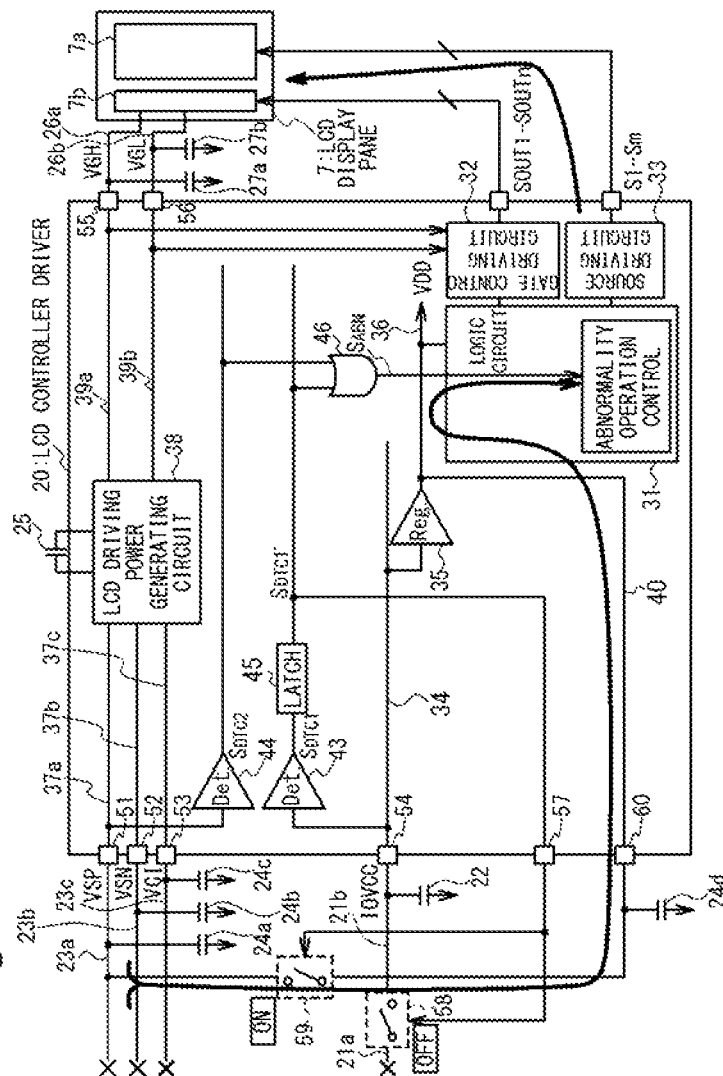 20:LCD CONTROLLER DRIVER
25
LCD DRIVING
POWER
GENERATING
CIRCUIT
38
37a
37b
37c
39a
39b
23a
VSP
51
23b
VSN
52
23c
VCI
53
24a
24b
24c
Det.
44
SDTC2
Det.
43
SDTC1
45
LATCH
SDTC1'
46
SABN
36
VDD
34
Reg
35
21a
21b
IOVCC
54
22
57
60
24d
40
ON
59
OFF
58
31
LOGIC
CIRCUIT
ABNORMALITY
OPERATION
CONTROL
GATE CONTRO
DRIVING
CIRCUIT
32
SOURCE
DRIVING
CIRCUIT
33
SOUT1-SOUTn
S1-Sm
55
56
26b
26a
VGH
VGL
27a
27b
7:LCD
DISPLAY
PANE
7a
7b